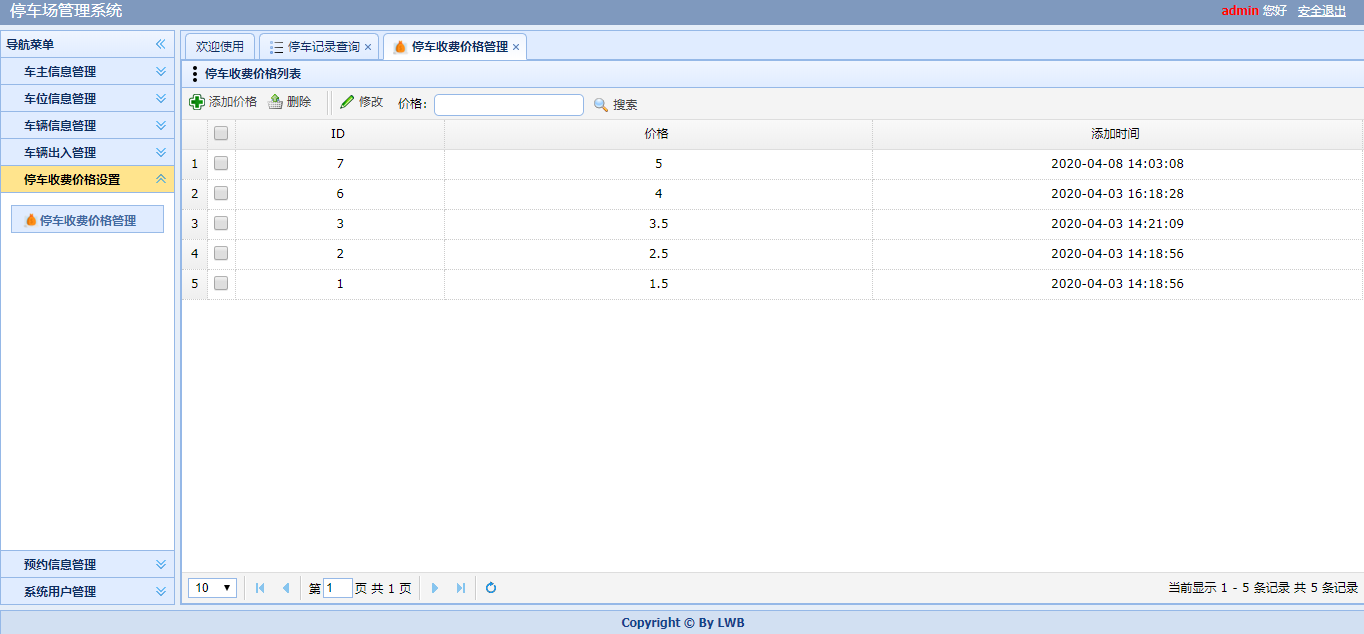 停车场管理系统
admin 您好 安全退出
导航菜单
车主信息管理
车位信息管理
车辆信息管理
车辆出入管理
停车收费价格设置
停车收费价格管理
预约信息管理
系统用户管理
欢迎使用 停车记录查询 × 停车收费价格管理 ×
停车收费价格列表
添加价格 删除 修改 价格: 搜索
ID 价格 添加时间
1 7 5 2020-04-08 14:03:08
2 6 4 2020-04-03 16:18:28
3 3 3.5 2020-04-03 14:21:09
4 2 2.5 2020-04-03 14:18:56
5 1 1.5 2020-04-03 14:18:56
10 第 1 页 共 1 页 当前显示 1 - 5 条记录 共 5 条记录
Copyright © By LWB